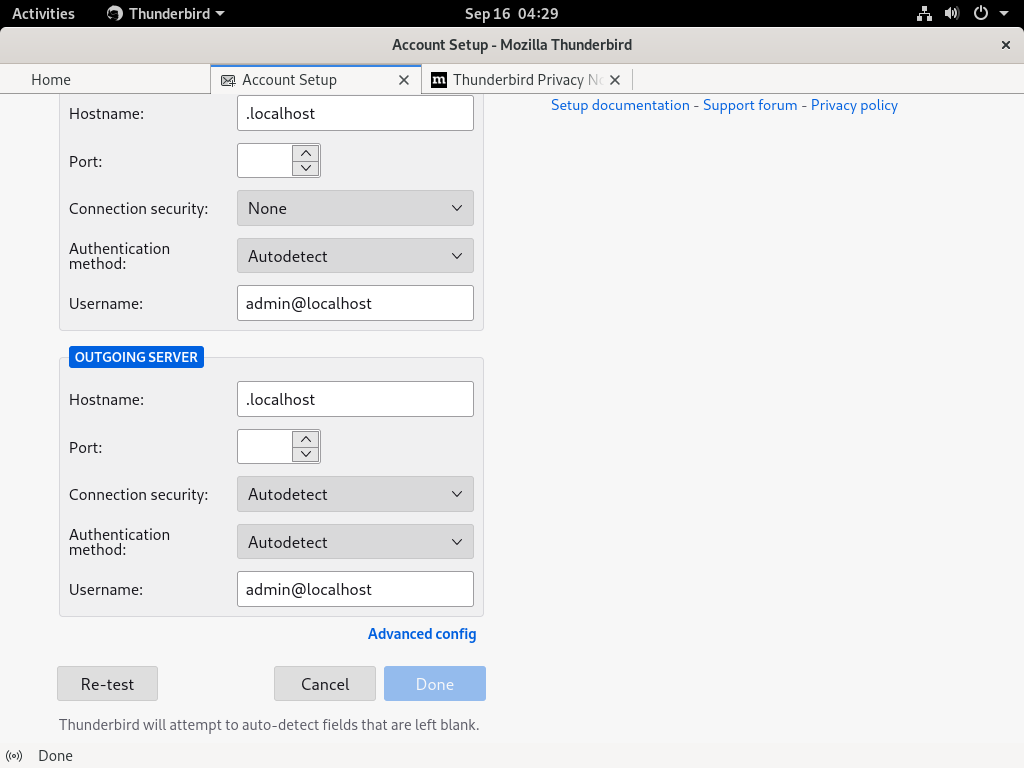 Activities
Thunderbird
Sep 16 04:29
Account Setup - Mozilla Thunderbird
Home
Account Setup
Thunderbird Privacy
Hostname:
.localhost
Setup documentation - Support forum - Privacy policy
Port:
Connection security:
None
Authentication
method:
Autodetect
Username:
admin@localhost
OUTGOING SERVER
Hostname:
.localhost
Port:
Connection security:
Autodetect
Authentication
method:
Autodetect
Username:
admin@localhost
Advanced config
Re-test
Cancel
Done
Thunderbird will attempt to auto-detect fields that are left blank.
Done